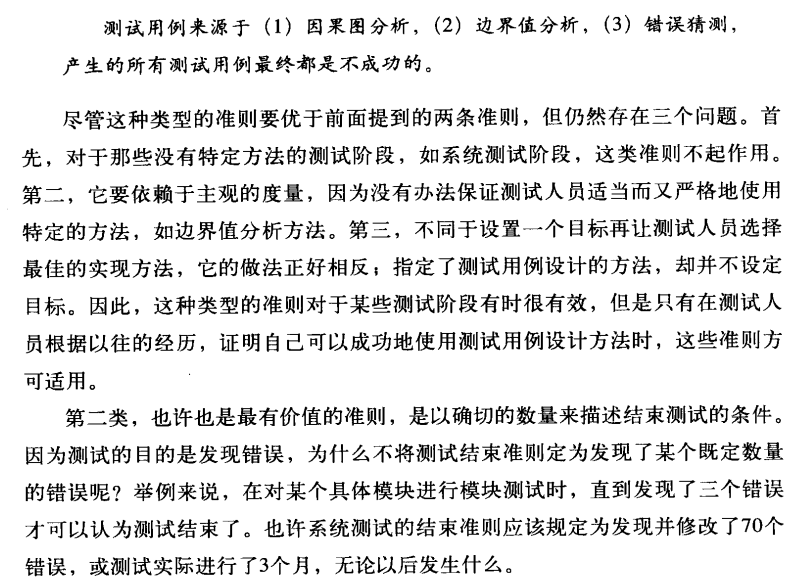 测试用例来源于（1）因果图分析，（2）边界值分析，（3）错误猜测，
产生的所有测试用例最终都是不成功的。
尽管这种类型的准则要优于前面提到的两条准则，但仍然存在三个问题。首
先，对于那些没有特定方法的测试阶段，如系统测试阶段，这类准则不起作用。
第二，它要依赖于主观的度量，因为没有办法保证测试人员适当而又严格地使用
特定的方法，如边界值分析方法。第三，不同于设置一个目标再让测试人员选择
最佳的实现方法，它的做法正好相反；指定了测试用例设计的方法，却并不设定
目标。因此，这种类型的准则对于某些测试阶段有时很有效，但是只有在测试人
员根据以往的经历，证明自己可以成功地使用测试用例设计方法时，这些准则方
可适用。
第二类，也许也是最有价值的准则，是以确切的数量来描述结束测试的条件。
因为测试的目的是发现错误，为什么不将测试结束准则定为发现了某个既定数量
的错误呢？举例来说，在对某个具体模块进行模块测试时，直到发现了三个错误
才可以认为测试结束了。也许系统测试的结束准则应该规定为发现并修改了70个
错误，或测试实际进行了3个月，无论以后发生什么。